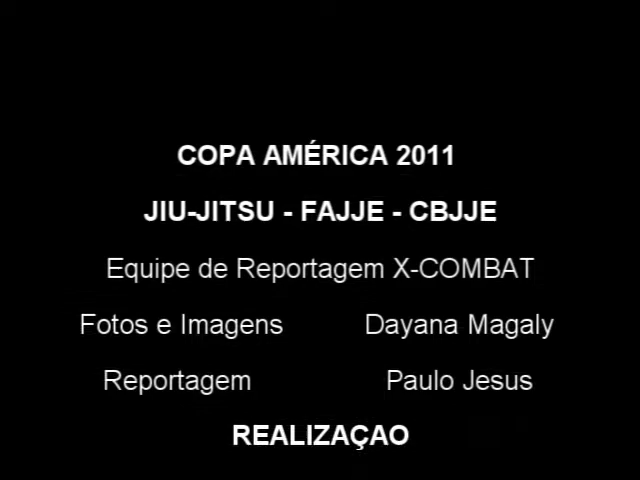 COPA AMÉRICA 2011
JIU-JITSU - FAJJE - CBJJE
Equipe de Reportagem X-COMBAT
Fotos e Imagens Dayana Magaly
Reportagem Paulo Jesus
REALIZAÇAO